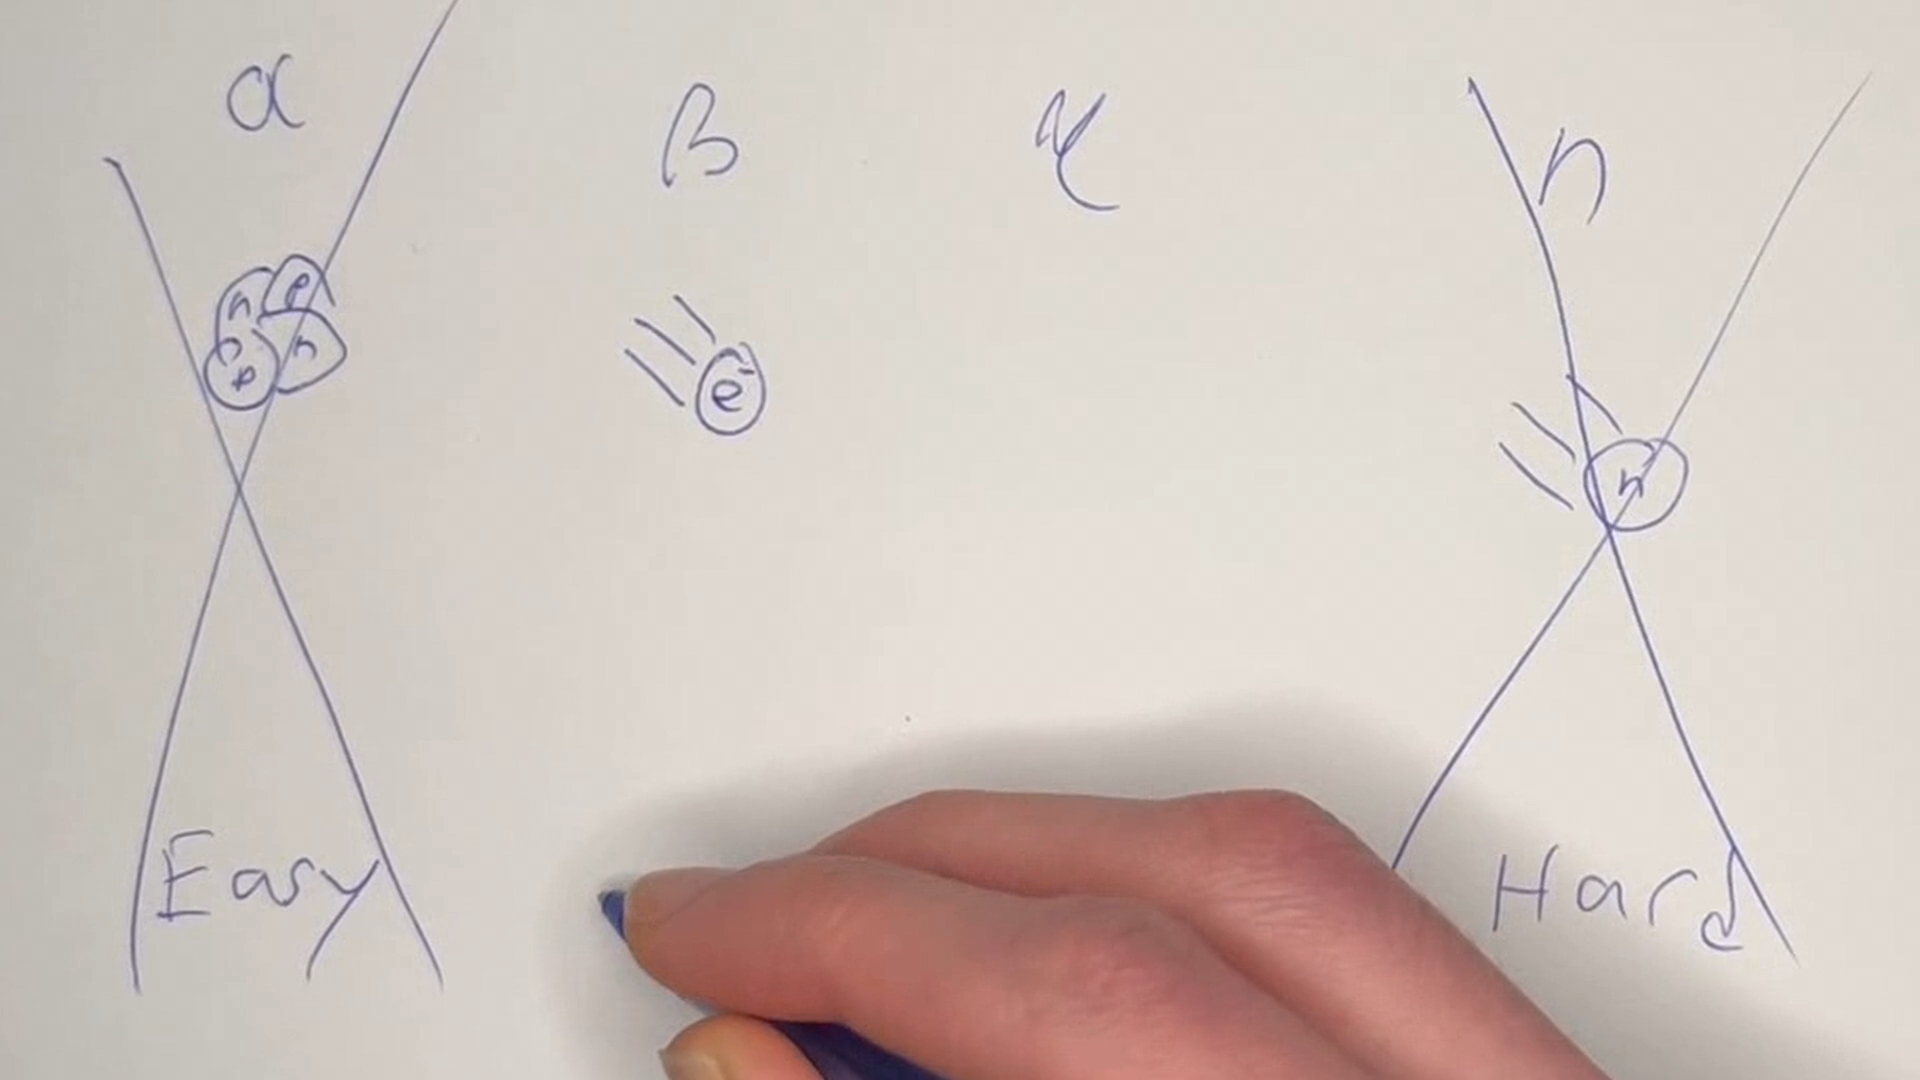 α β γ n
n p
n n
p
e⁻
n
Easy Hard